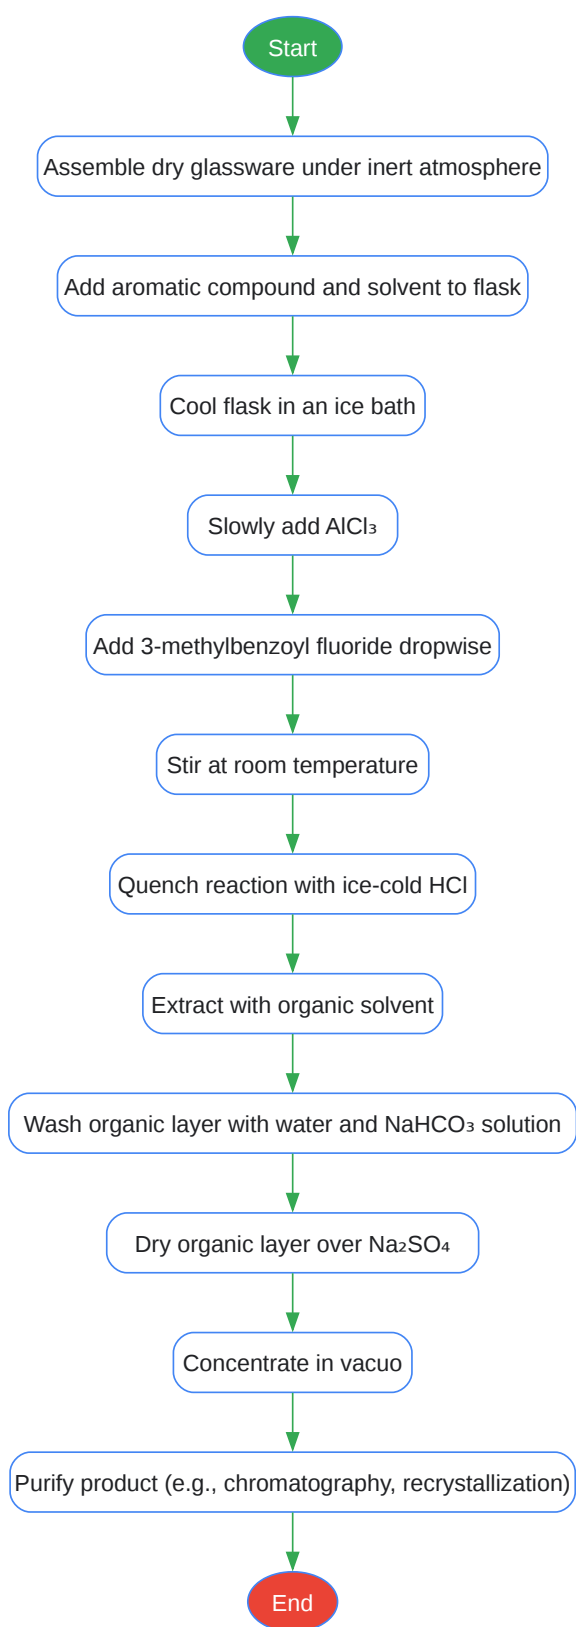 Start
Assemble dry glassware under inert atmosphere
Add aromatic compound and solvent to flask
Cool flask in an ice bath
Slowly add AlCl₃
Add 3-methylbenzoyl fluoride dropwise
Stir at room temperature
Quench reaction with ice-cold HCl
Extract with organic solvent
Wash organic layer with water and NaHCO₃ solution
Dry organic layer over Na₂SO₄
Concentrate in vacuo
Purify product (e.g., chromatography, recrystallization)
End